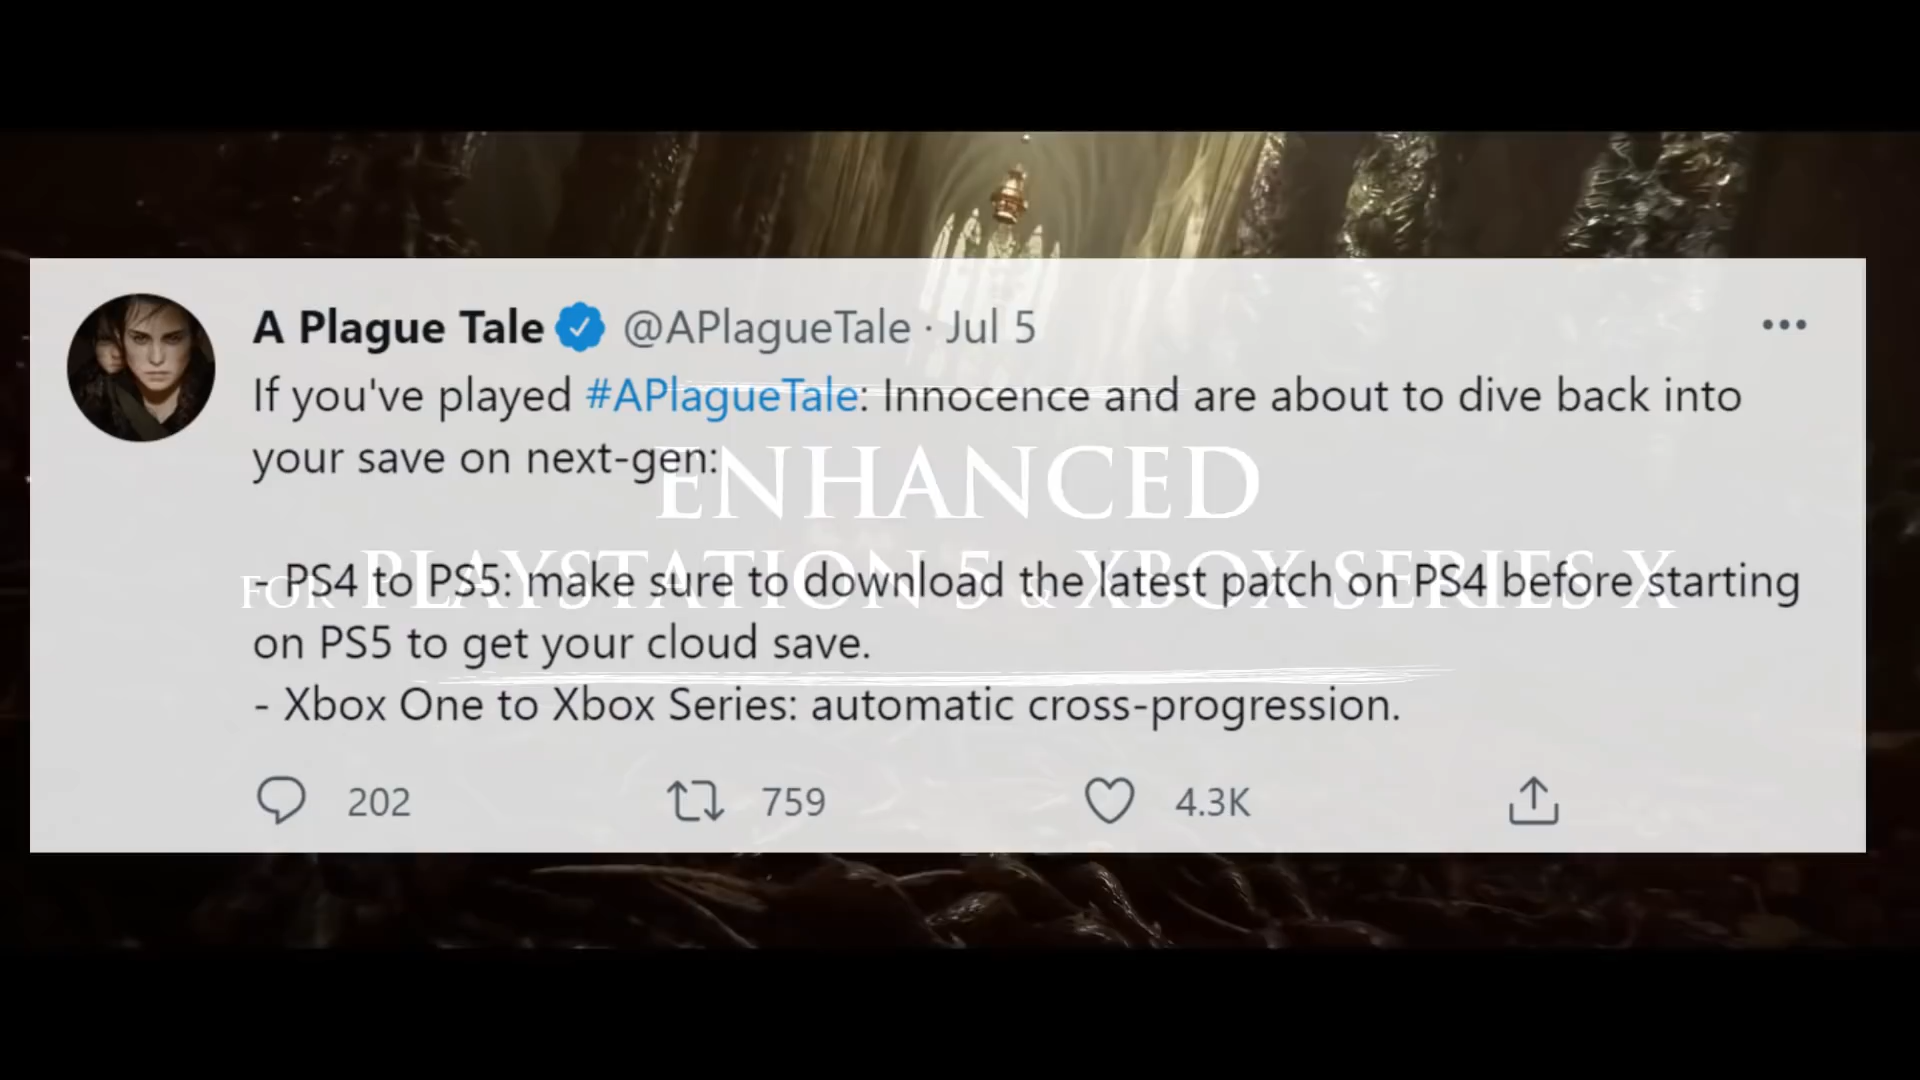 A Plague Tale @APlagueTale · Jul 5
If you've played #APlagueTale: Innocence and are about to dive back into
your save on next-gen:
ENHANCED
FOR PLAYSTATION 5 & XBOX SERIES X
- PS4 to PS5: make sure to download the latest patch on PS4 before starting
on PS5 to get your cloud save.
- Xbox One to Xbox Series: automatic cross-progression.
202 759 4.3K